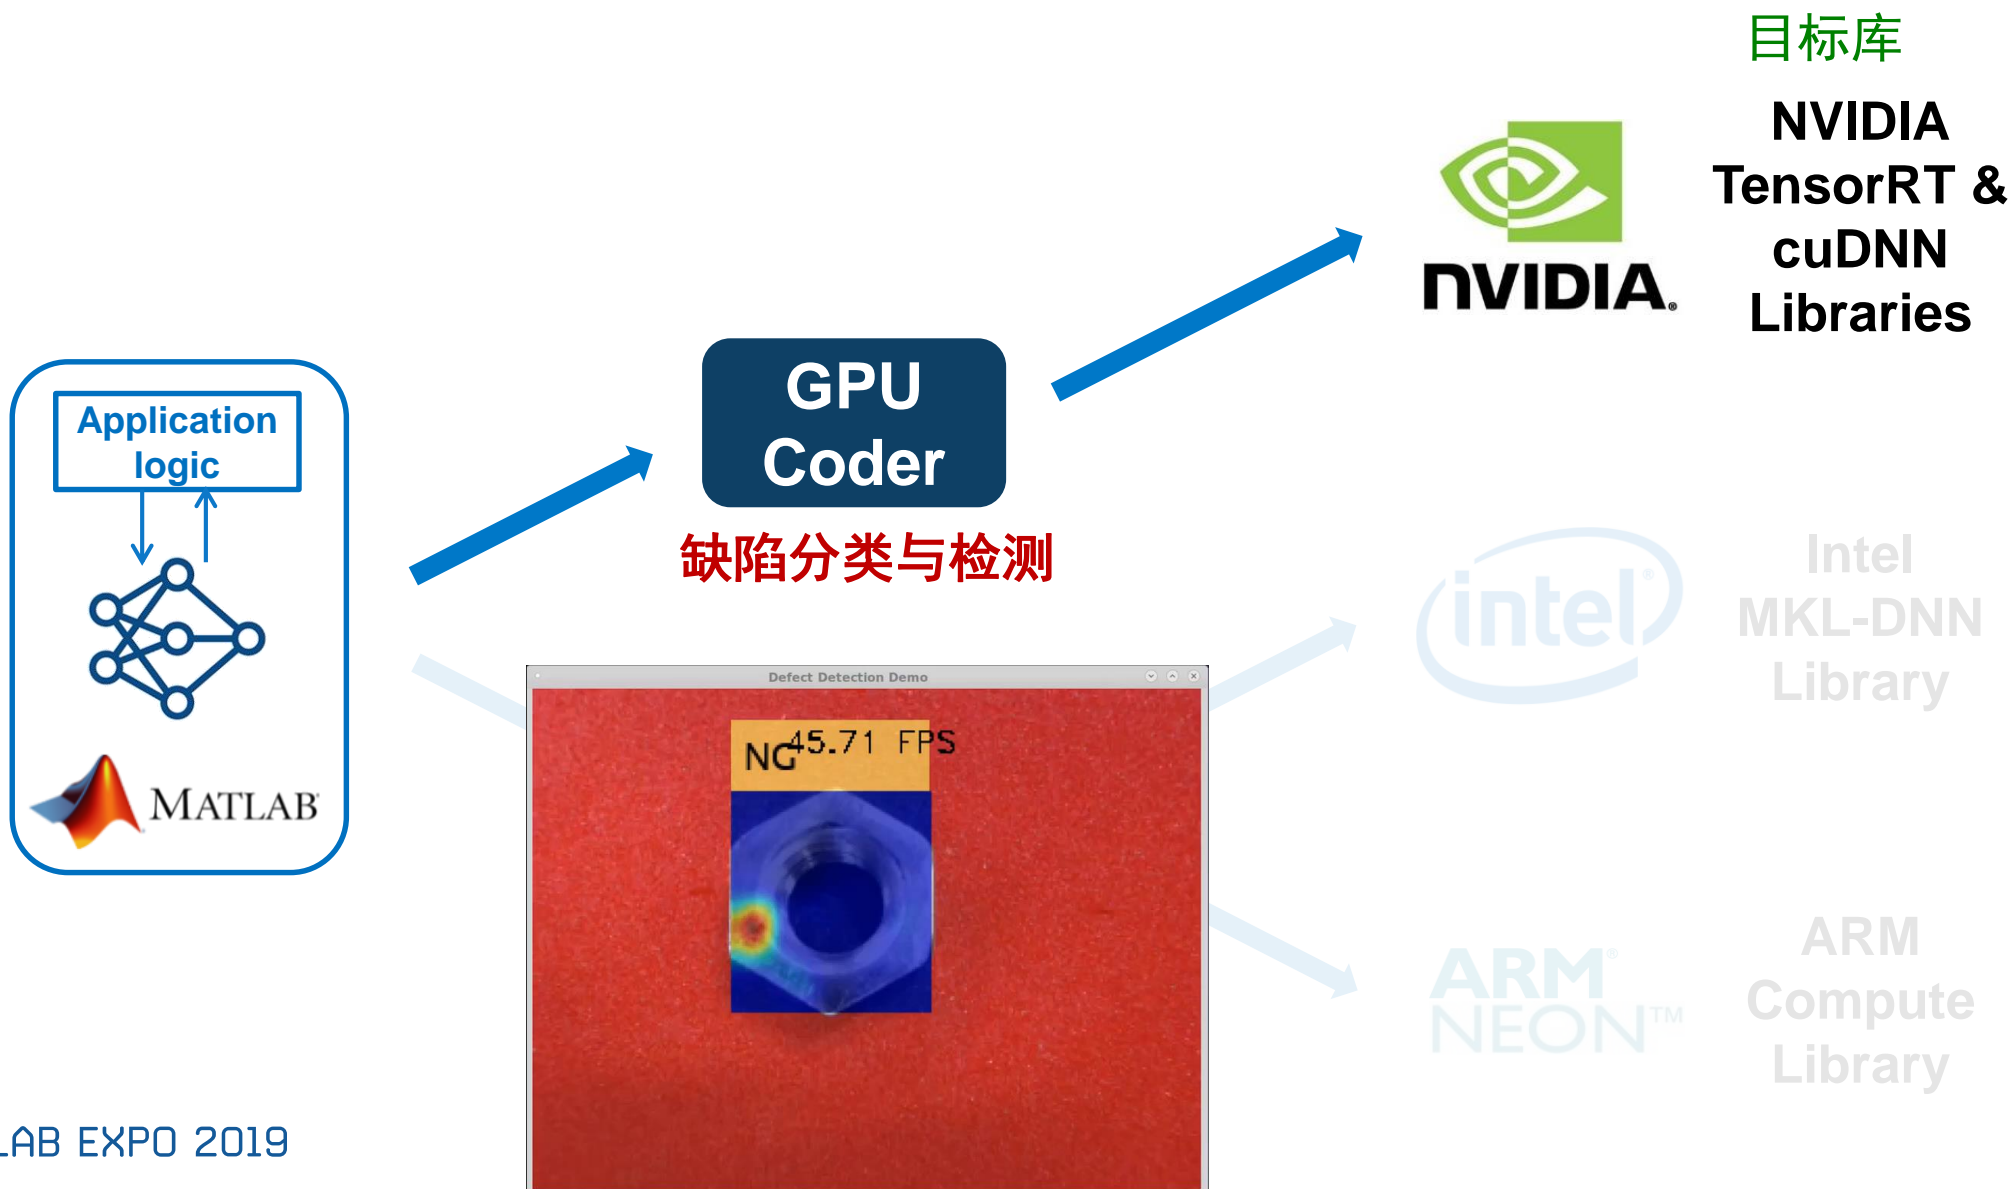 目标库
NVIDIA
TensorRT &
cuDNN
Libraries
NVIDIA.
GPU
Coder
缺陷分类与检测
Application
logic
MATLAB
Intel
MKL-DNN
Library
intel
Defect Detection Demo
NG
45.71 FPS
ARM
NEON™
ARM
Compute
Library
LAB EXPO 2019